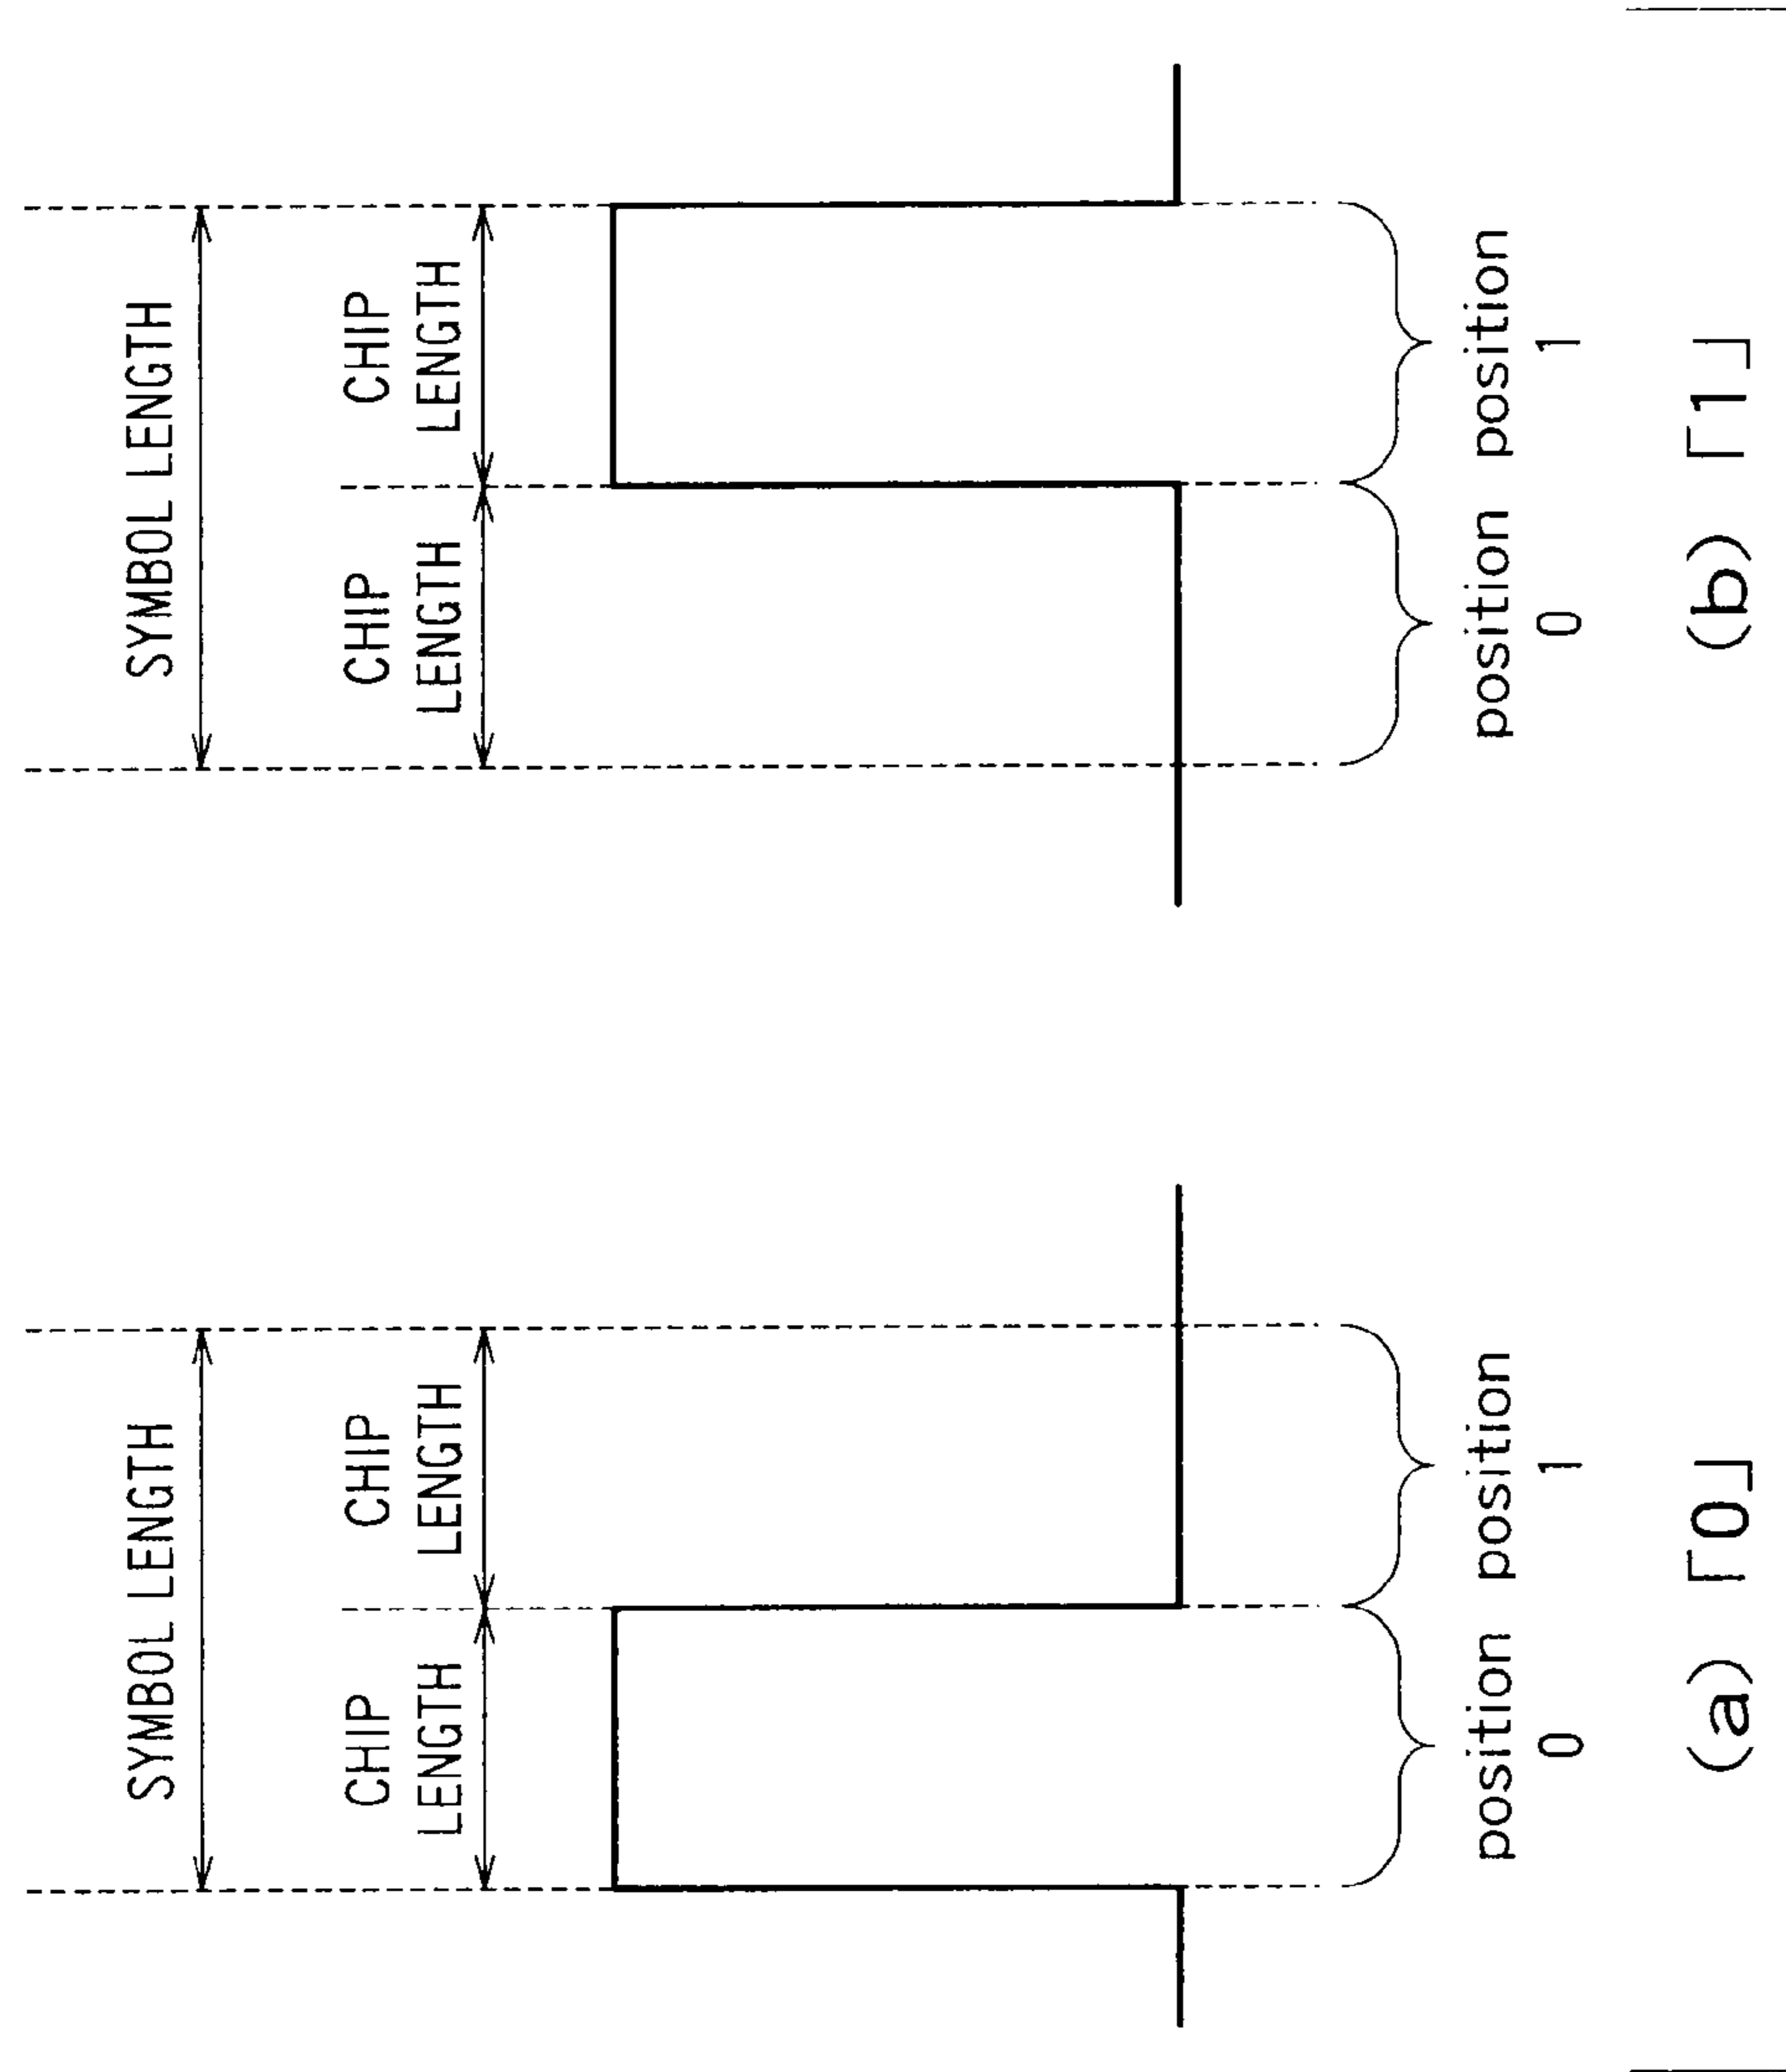 SYMBOL LENGTH
CHIP
LENGTH
CHIP
LENGTH
position
0
position
1
(a) 「0」
SYMBOL LENGTH
CHIP
LENGTH
CHIP
LENGTH
position
0
position
1
(b) 「1」